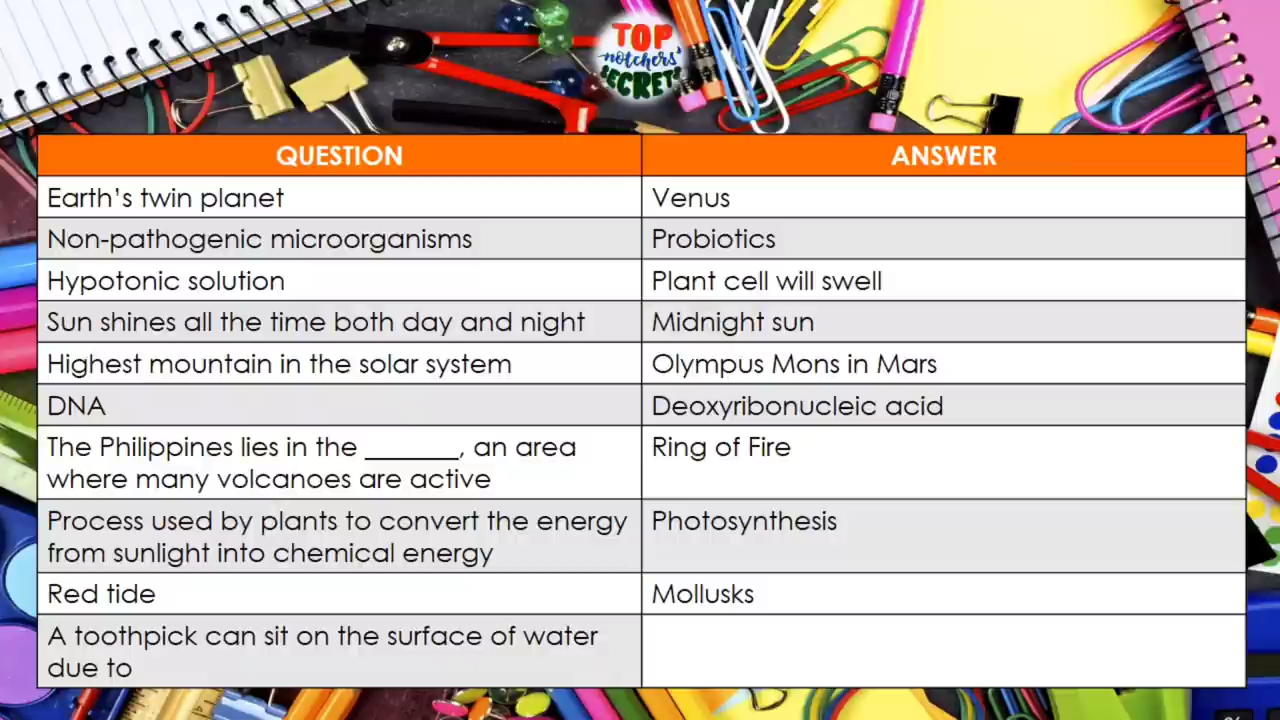 TOP
notchers'
SECRETS
QUESTION
ANSWER
Earth's twin planet
Venus
Non-pathogenic microorganisms
Probiotics
Hypotonic solution
Plant cell will swell
Sun shines all the time both day and night
Midnight sun
Highest mountain in the solar system
Olympus Mons in Mars
DNA
Deoxyribonucleic acid
The Philippines lies in the _______, an area
where many volcanoes are active
Ring of Fire
Process used by plants to convert the energy
from sunlight into chemical energy
Photosynthesis
Red tide
Mollusks
A toothpick can sit on the surface of water
due to